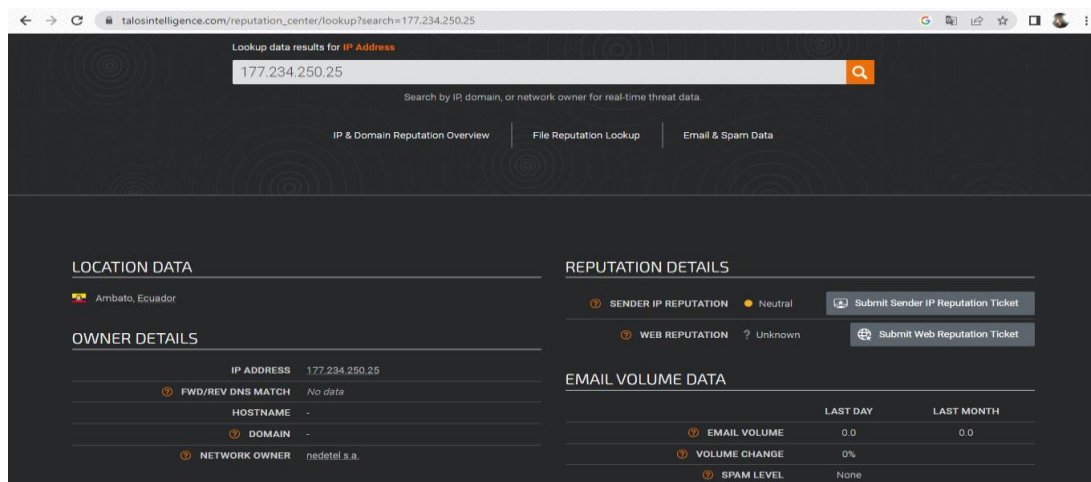 talosintelligence.com/reputation_center/lookup?search=177.234.250.25
Lookup data results for IP Address
177.234.250.25
Search by IP, domain, or network owner for real-time threat data.
IP & Domain Reputation Overview
File Reputation Lookup
Email & Spam Data
LOCATION DATA
Ambato, Ecuador
OWNER DETAILS
IP ADDRESS 177.234.250.25
FWD/REV DNS MATCH No data
HOSTNAME -
DOMAIN -
NETWORK OWNER nedetel s.a.
REPUTATION DETAILS
SENDER IP REPUTATION Neutral Submit Sender IP Reputation Ticket
WEB REPUTATION ? Unknown Submit Web Reputation Ticket
EMAIL VOLUME DATA
LAST DAY LAST MONTH
EMAIL VOLUME 0.0 0.0
VOLUME CHANGE 0%
SPAM LEVEL None